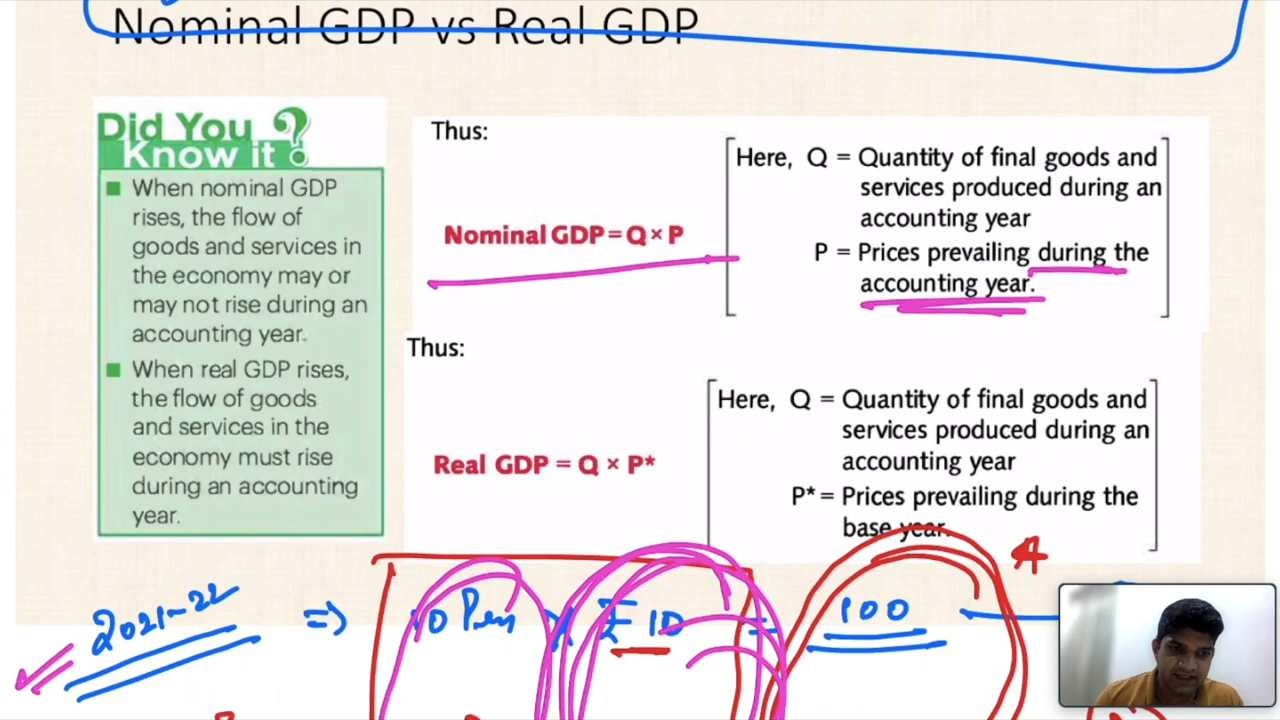 Nominal GDP vs Real GDP
Did You
Know it ?
When nominal GDP
rises, the flow of
goods and services in
the economy may or
may not rise during an
accounting year.
When real GDP rises,
the flow of goods
and services in the
economy must rise
during an accounting
year.
Thus:
Nominal GDP = Q × P
Here, Q = Quantity of final goods and
services produced during an
accounting year
P = Prices prevailing during the
accounting year.
Thus:
Real GDP = Q × P*
Here, Q = Quantity of final goods and
services produced during an
accounting year
P* = Prices prevailing during the
base year.
2021-22 => 10 Pen x ₹ 10 = 100